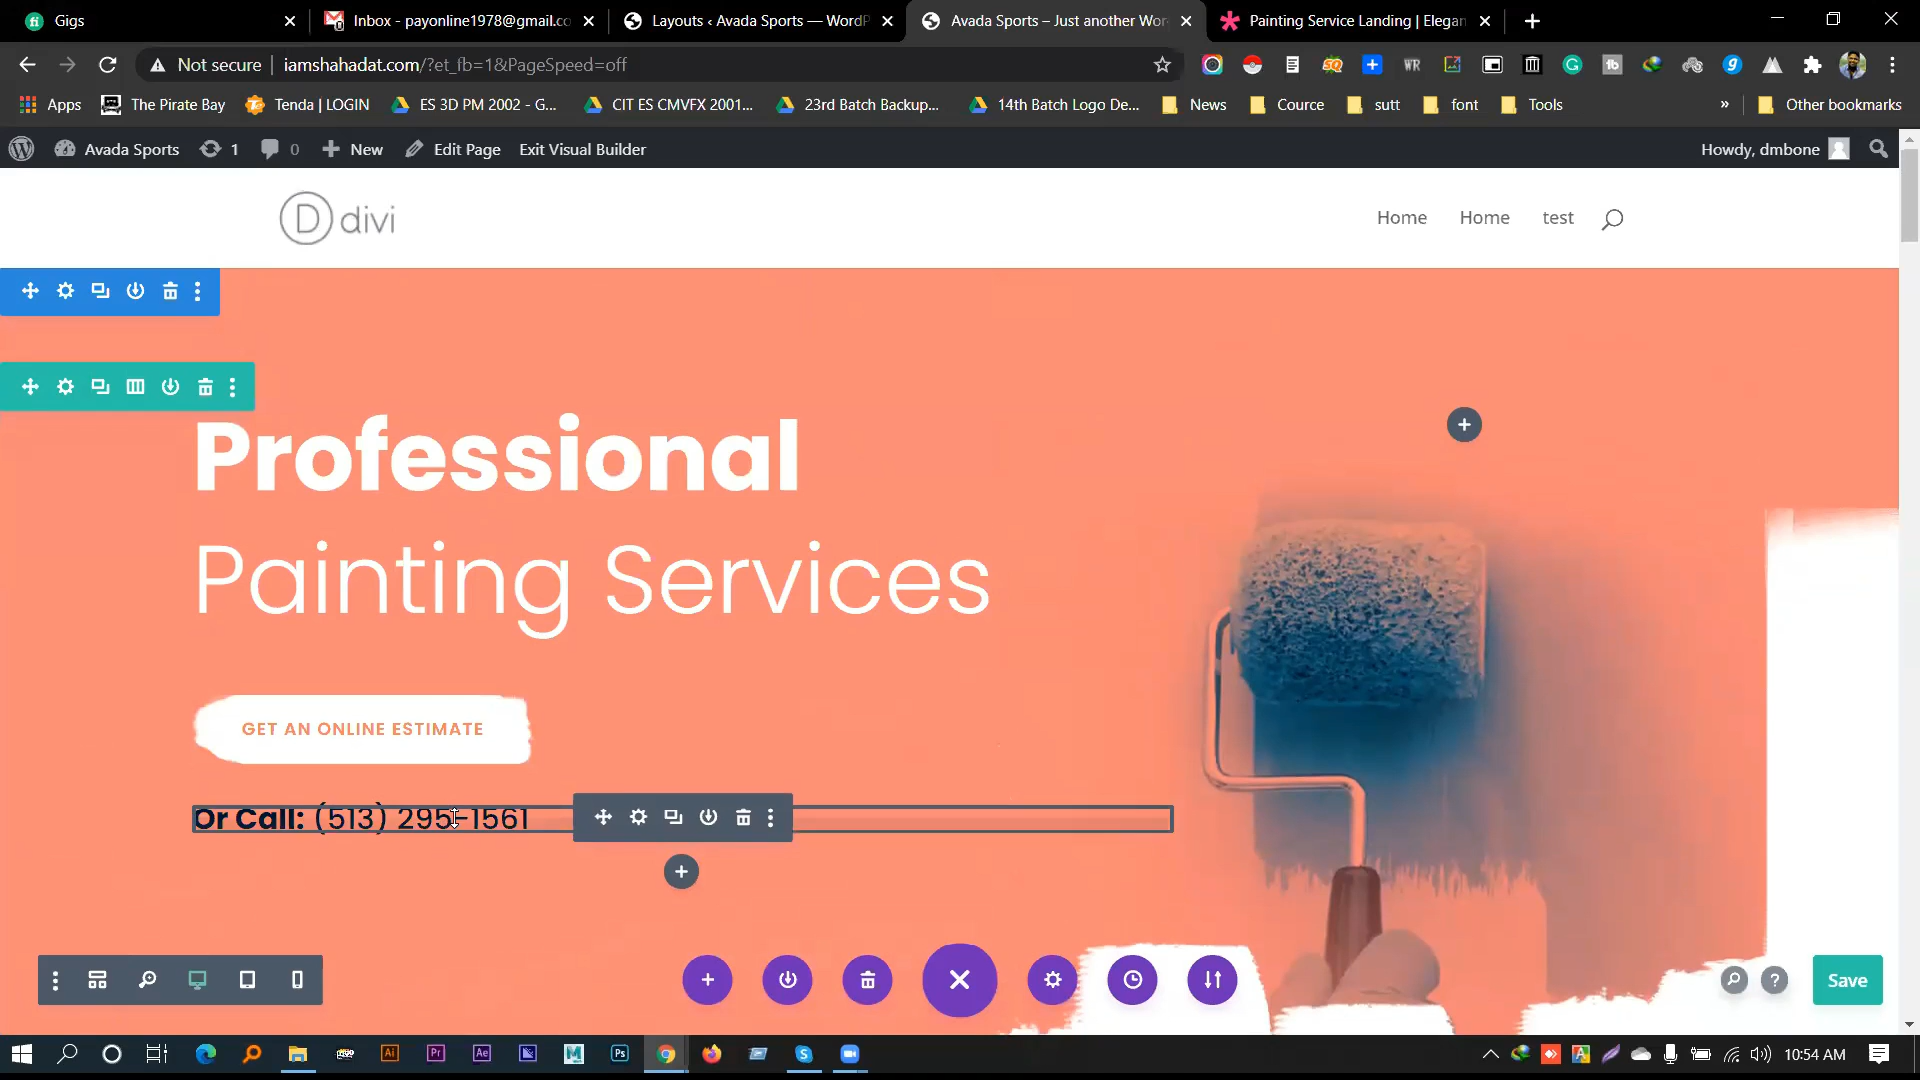 Gigs
Inbox - payonline1978@gmail.co
Layouts ‹ Avada Sports — WordP
Avada Sports – Just another Wor
Painting Service Landing | Elegan
Not secure
iamshahadat.com/?et_fb=1&PageSpeed=off
Apps
The Pirate Bay
Tenda | LOGIN
ES 3D PM 2002 - G...
CIT ES CMVFX 2001...
23rd Batch Backup...
14th Batch Logo De...
News
Cource
sutt
font
Tools
»
Other bookmarks
Avada Sports
1
0
New
Edit Page
Exit Visual Builder
Howdy, dmbone
D divi
Home
Home
test
Professional
Painting Services
GET AN ONLINE ESTIMATE
Or Call: (513) 295-1561
Save
10:54 AM